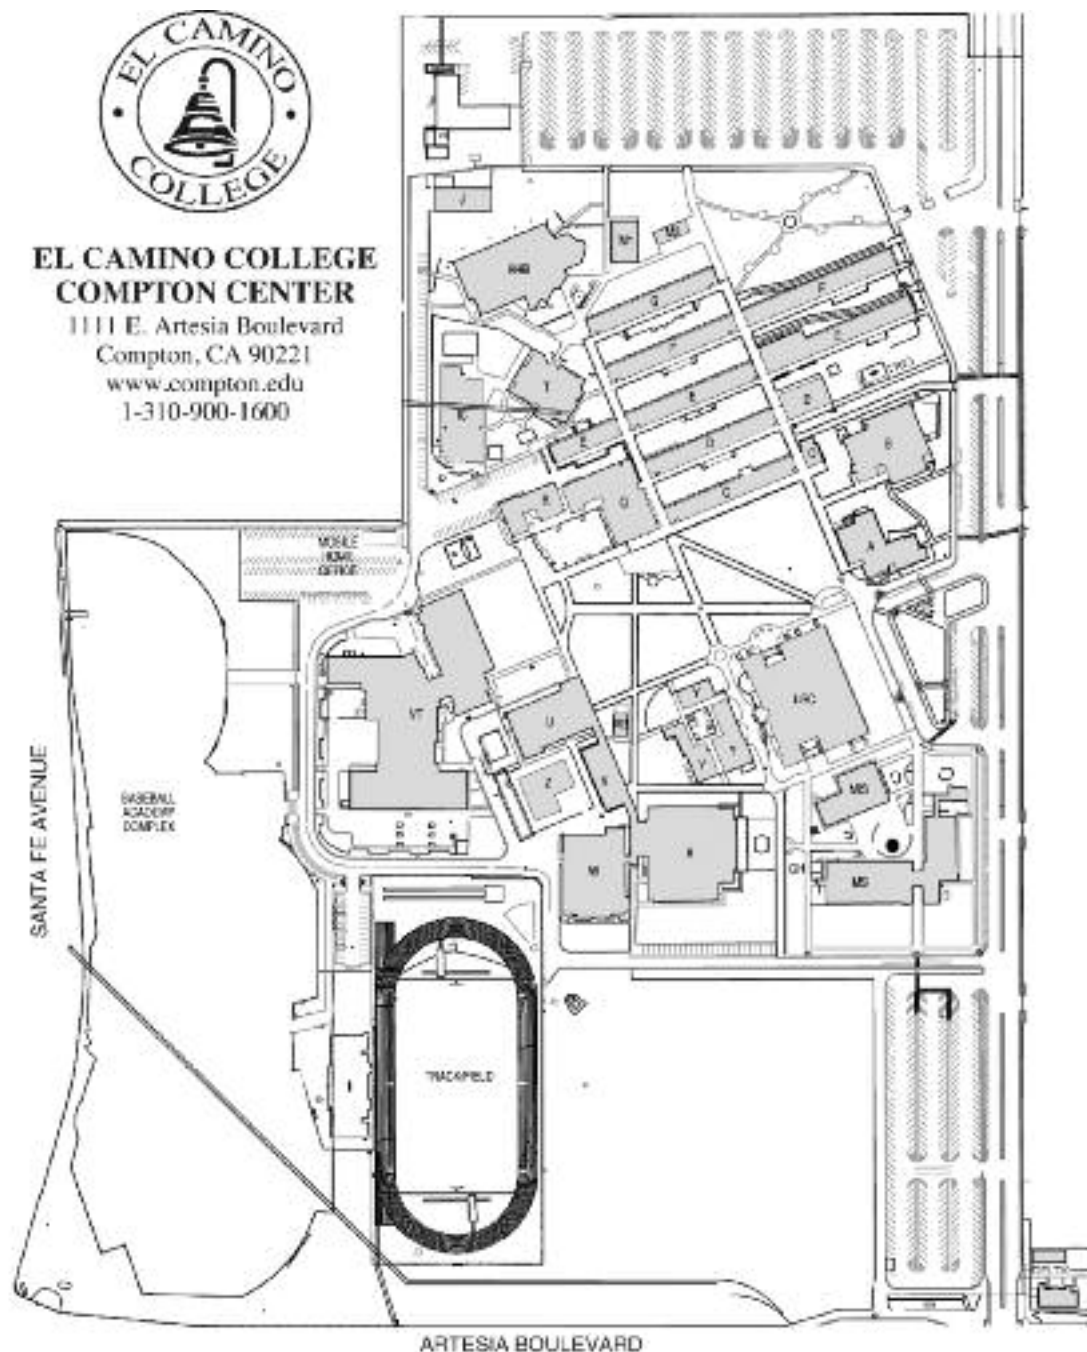 EL CAMINO
COLLEGE
EL CAMINO COLLEGE
COMPTON CENTER
1111 E. Artesia Boulevard
Compton, CA 90221
www.compton.edu
1-310-900-1600
J
G
F
F
E
T
E
D
E
D
B
C
R
A
MOBILE
HOME
OFFICE
VT
U
Y
Y
Y
Z
X
BASEBALL
ACADEMY
COMPLEX
W
MS
SANTA FE AVENUE
TRACK/FIELD
ARTESIA BOULEVARD